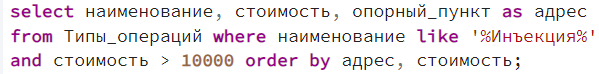 select наименование, стоимость, опорный_пункт as адрес
from Типы_операций where наименование like '%Инъекция%'
and стоимость > 10000 order by адрес, стоимость;